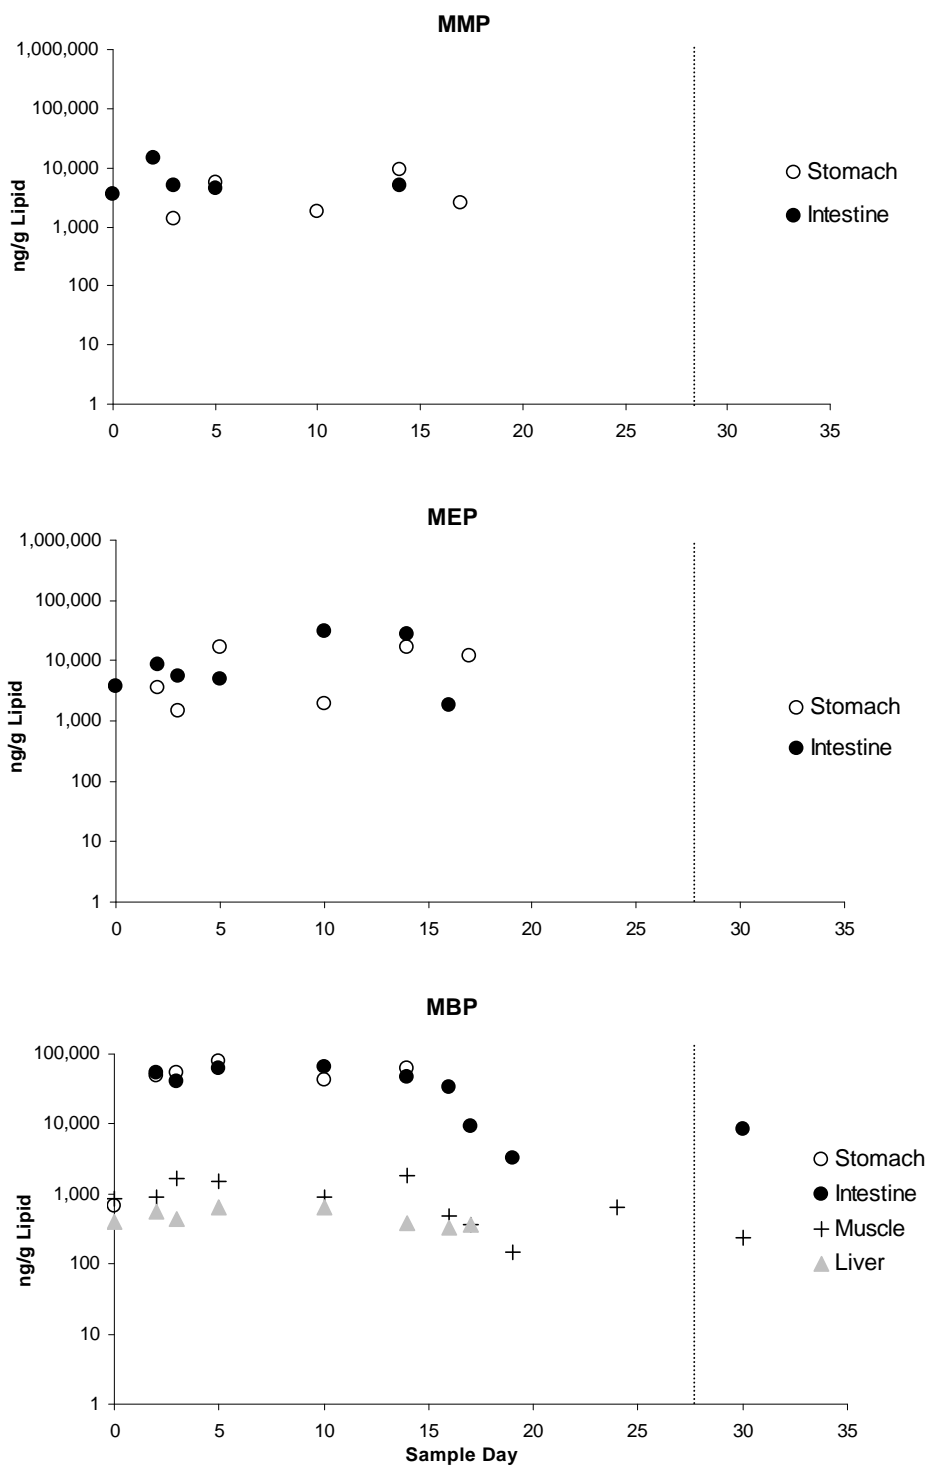 MMP
1,000,000
100,000
10,000
1,000
100
10
1
ng/g Lipid
0 5 10 15 20 25 30 35
Stomach
Intestine
MEP
1,000,000
100,000
10,000
1,000
100
10
1
ng/g Lipid
0 5 10 15 20 25 30 35
Stomach
Intestine
MBP
100,000
10,000
1,000
100
10
1
ng/g Lipid
0 5 10 15 20 25 30 35
Sample Day
Stomach
Intestine
Muscle
Liver